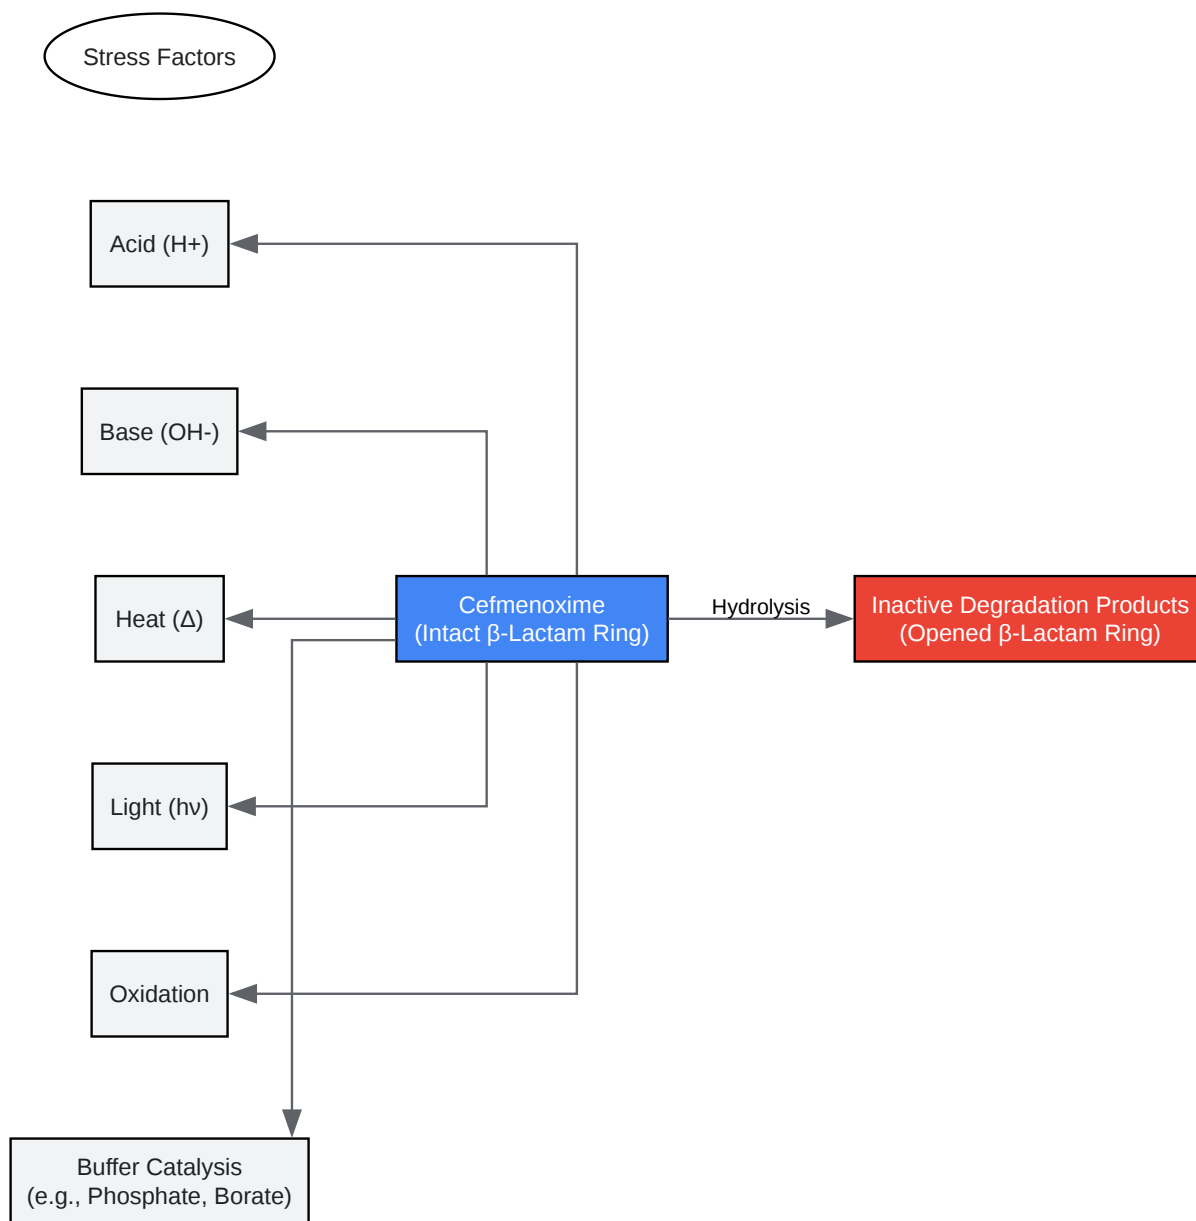 Stress Factors
Acid (H+)
Base (OH-)
Heat (Δ)
Cefmenoxime
(Intact β-Lactam Ring)
Hydrolysis
Inactive Degradation Products
(Opened β-Lactam Ring)
Light (hν)
Oxidation
Buffer Catalysis
(e.g., Phosphate, Borate)